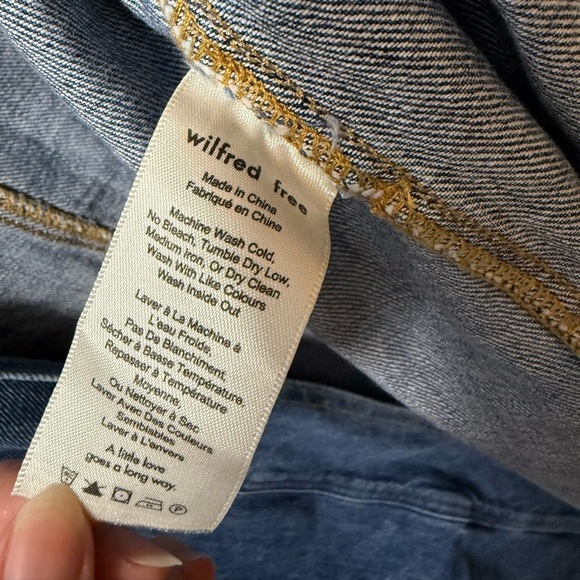 wilfred free
Made in China
Fabriqué en Chine
Machine Wash Cold,
No Bleach, Tumble Dry Low,
Medium Iron, Or Dry Clean
Wash With Like Colours
Wash Inside Out
Laver à La Machine à
L'eau Froide,
Pas De Blanchiment,
Sécher à Basse Température,
Repasser à Température
Moyenne,
Ou Nettoyer à Sec
Laver Avec Des Couleurs
Semblables
Laver à L'envers
A little love
goes a long way.